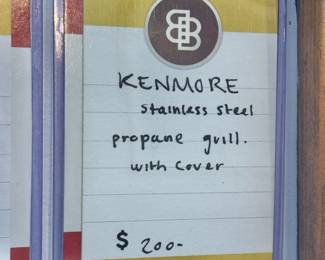 KENMORE
stainless steel
propane grill.
with cover
$ 200-